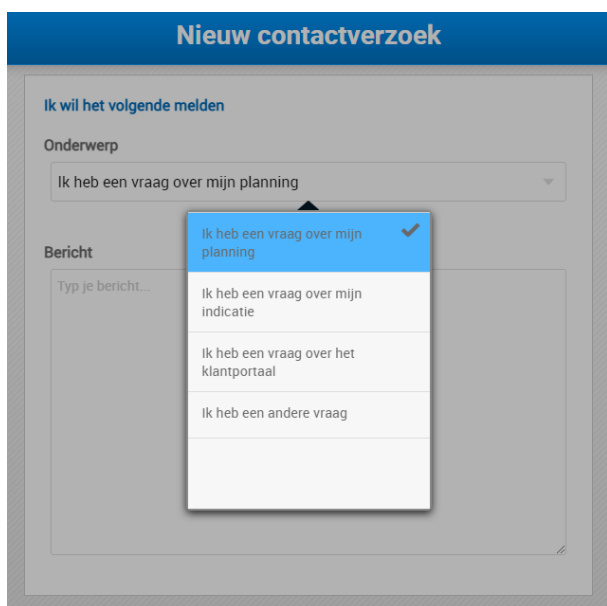 Nieuw contactverzoek
Ik wil het volgende melden
Onderwerp
Ik heb een vraag over mijn planning
Ik heb een vraag over mijn
planning
Bericht
Typ je bericht...
Ik heb een vraag over mijn
indicatie
Ik heb een vraag over het
klantportaal
Ik heb een andere vraag